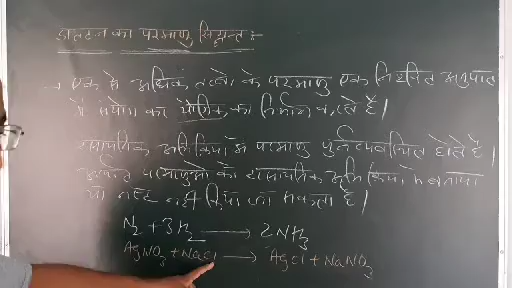 डाल्टन का परमाणु सिद्धान्त :-
→ एक से अधिक तत्वो के परमाणु एक निश्चित अनुपात
में संयोग कर यौगिक का निर्माण करते हैं।
रासायनिक अभिक्रिया में परमाणु पुर्नव्यवस्थित होते हैं।
अर्थात परमाणुओ को रासायनिक अभिक्रिया में बनाया
या नष्ट नहीं किया जा सकता है।
N₂ + 3H₂ → 2NH₃
AgNO₃ + NaCl → AgCl + NaNO₃